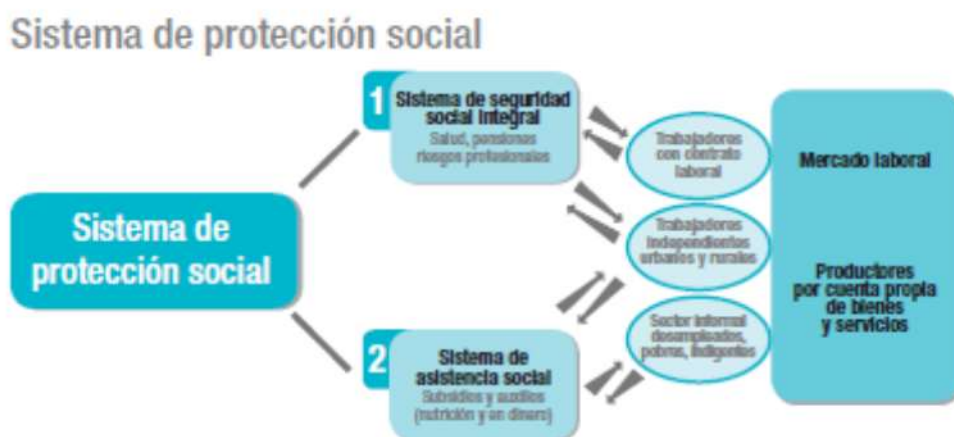 Sistema de protección social
1
Sistema de seguridad
social integral
Salud, pensiones
riesgos profesionales
Trabajadores
con contrato
laboral
Mercado laboral
Sistema de
protección social
Trabajadores
independientes
urbanos y rurales
Productores
por cuenta propia
de bienes
y servicios
Sector informal
desempleados,
pobres, indigentes
2
Sistema de
asistencia social
Subsidios y auxilios
(nutrición y en dinero)